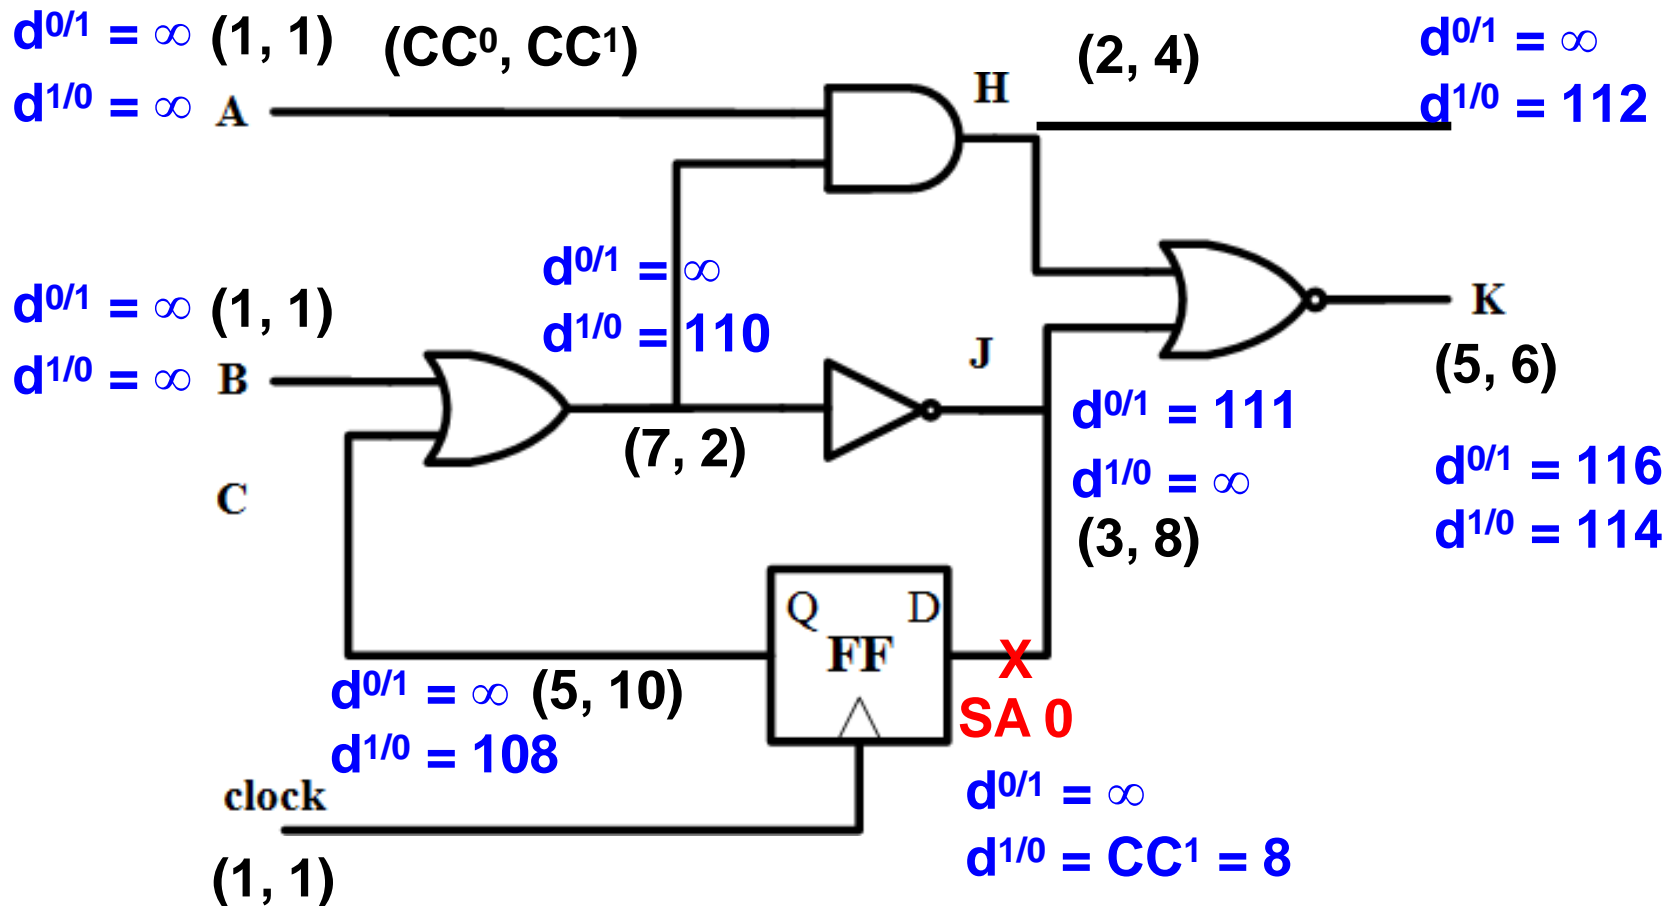 d⁰/¹ = ∞ (1, 1) (CC⁰, CC¹)
d¹/⁰ = ∞ A
H
(2, 4)
d⁰/¹ = ∞
d¹/⁰ = 112
d⁰/¹ = ∞ (1, 1)
d¹/⁰ = ∞ B
d⁰/¹ = ∞
d¹/⁰ = 110
(7, 2)
J
K
(5, 6)
d⁰/¹ = 116
d¹/⁰ = 114
d⁰/¹ = 111
d¹/⁰ = ∞
(3, 8)
C
Q D
FF
X
SA 0
d⁰/¹ = ∞ (5, 10)
d¹/⁰ = 108
d⁰/¹ = ∞
d¹/⁰ = CC¹ = 8
clock
(1, 1)